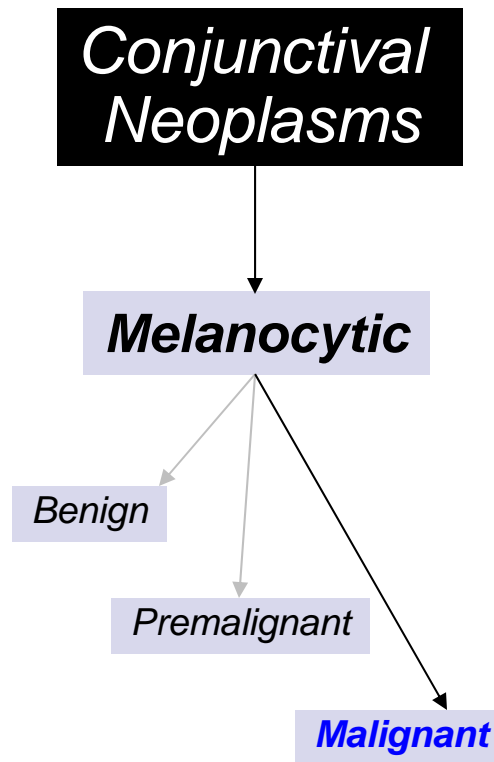 Conjunctival
Neoplasms
Melanocytic
Benign
Premalignant
Malignant